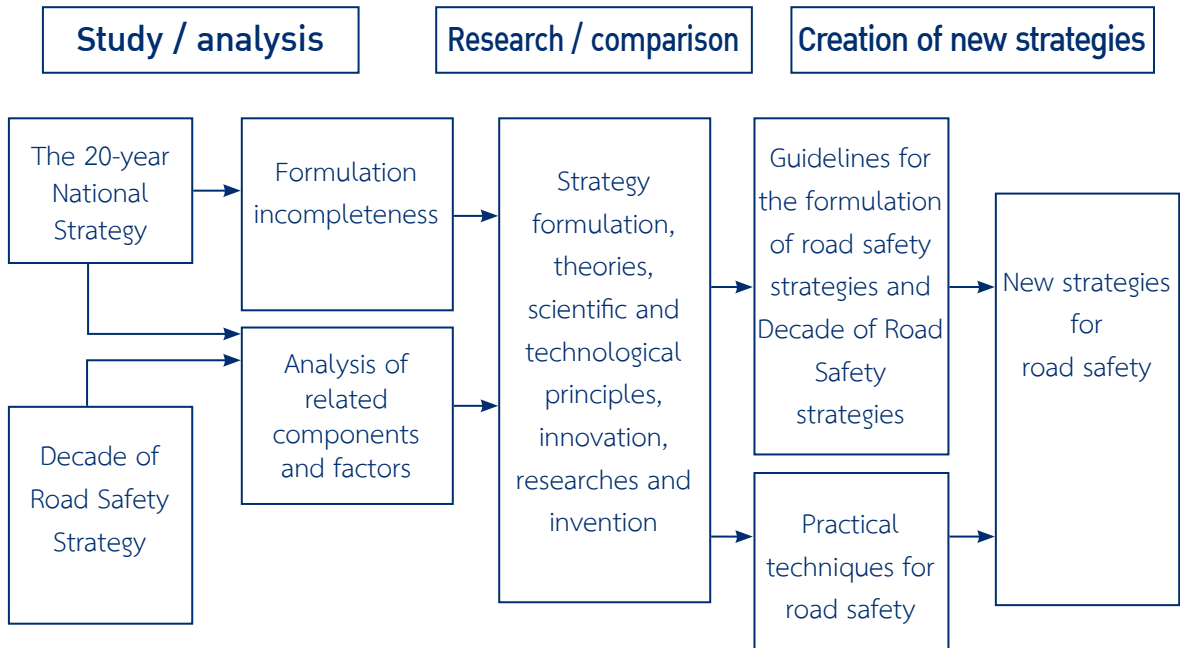 Study / analysis
Research / comparison
Creation of new strategies
The 20-year
National
Strategy
Formulation
incompleteness
Decade of
Road Safety
Strategy
Analysis of
related
components
and factors
Strategy
formulation,
theories,
scientific and
technological
principles,
innovation,
researches and
invention
Guidelines for
the formulation
of road safety
strategies and
Decade of Road
Safety
strategies
Practical
techniques for
road safety
New strategies
for
road safety